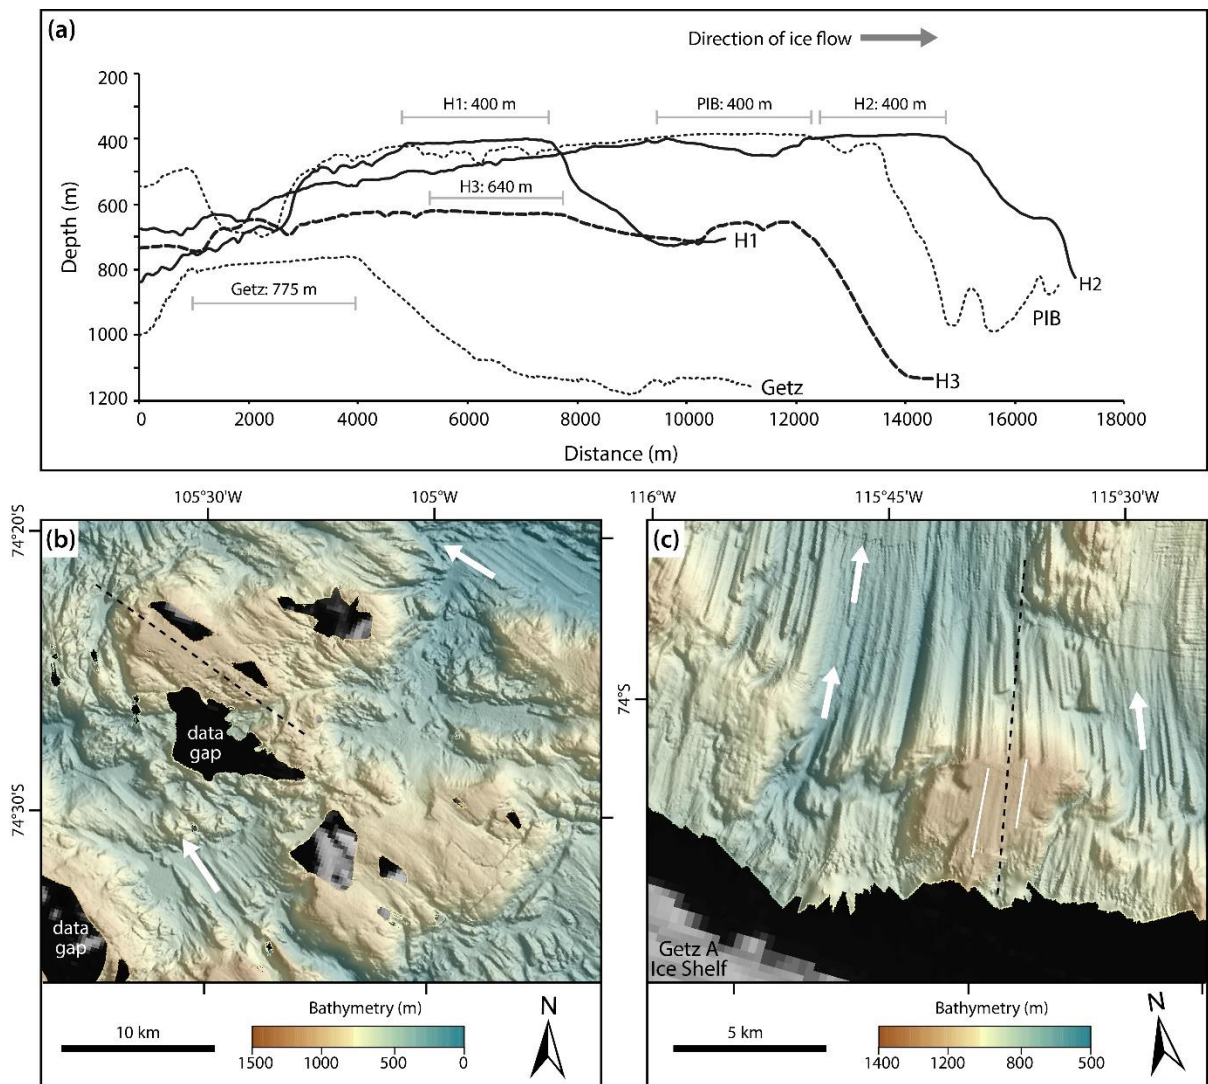 (a)
Direction of ice flow
200
400
600
800
1000
1200
Depth (m)
H1: 400 m
PIB: 400 m
H2: 400 m
H3: 640 m
Getz: 775 m
H1
H2
PIB
H3
Getz
0
2000
4000
6000
8000
10000
12000
14000
16000
18000
Distance (m)
105°30'W
105°W
116°W
115°45'W
115°30'W
(b)
74°20'S
74°30'S
data
gap
data
gap
Bathymetry (m)
10 km
1500
1000
500
0
N
(c)
74°S
Getz A
Ice Shelf
Bathymetry (m)
5 km
1400
1200
800
500
N